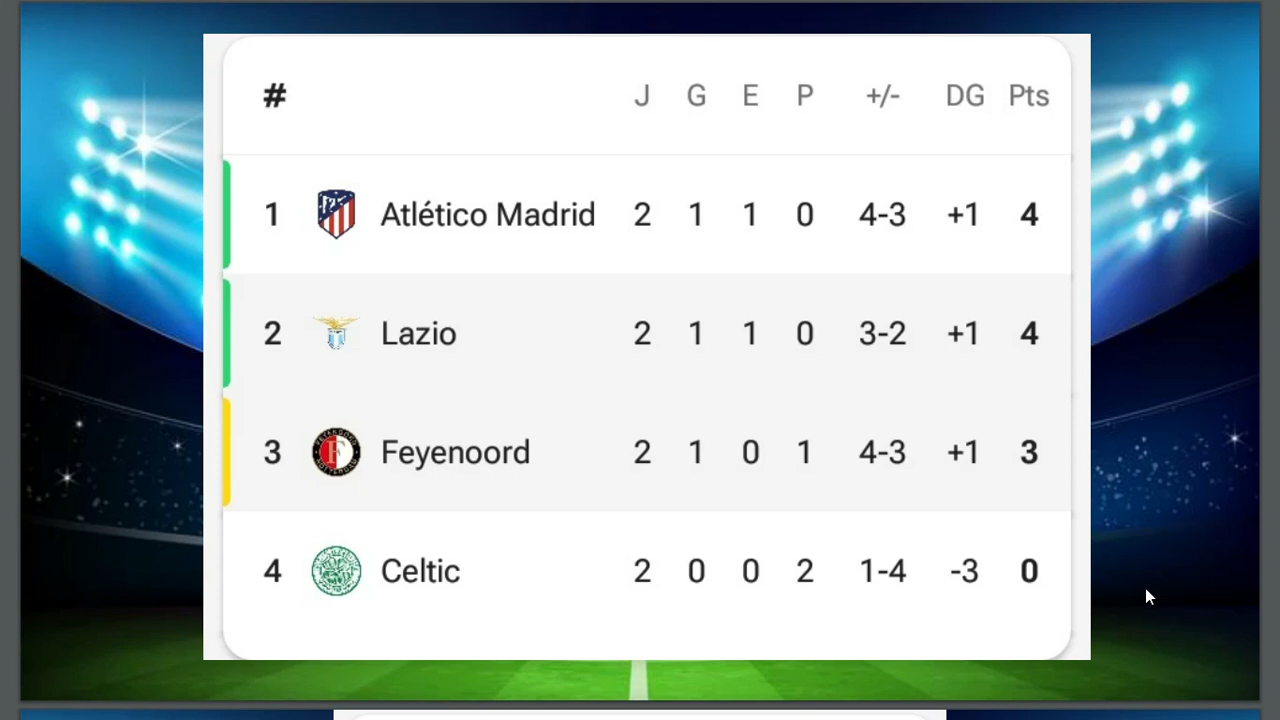 # J G E P +/- DG Pts
1 Atlético Madrid 2 1 1 0 4-3 +1 4
2 Lazio 2 1 1 0 3-2 +1 4
3 Feyenoord 2 1 0 1 4-3 +1 3
4 Celtic 2 0 0 2 1-4 -3 0